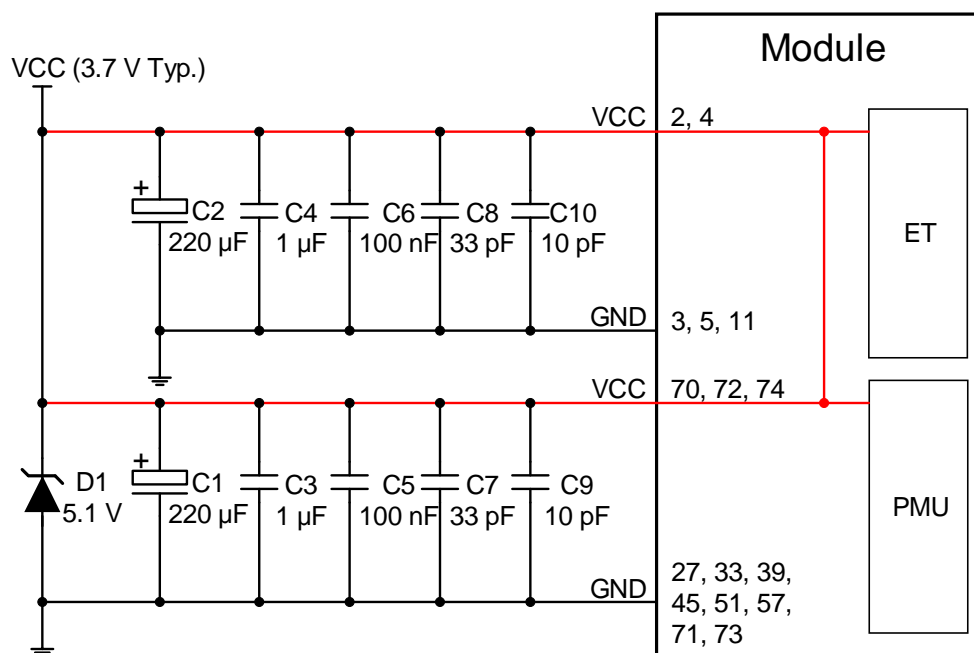 Module
VCC (3.7 V Typ.)
VCC
2, 4
+
C2
220 µF
C4
1 µF
C6
100 nF
C8
33 pF
C10
10 pF
ET
GND
3, 5, 11
VCC
70, 72, 74
D1
5.1 V
+
C1
220 µF
C3
1 µF
C5
100 nF
C7
33 pF
C9
10 pF
PMU
GND
27, 33, 39,
45, 51, 57,
71, 73